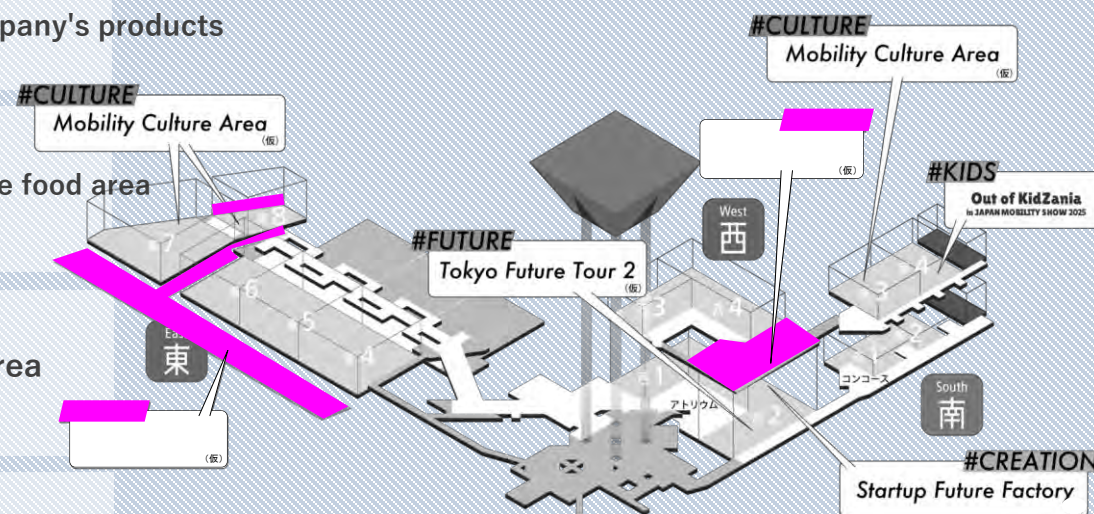 pany's products
e food area
rea
#CULTURE
Mobility Culture Area
(仮)
#CULTURE
Mobility Culture Area
(仮)
(仮)
#KIDS
Out of KidZania
in JAPAN MOBILITY SHOW 2025
West
西
#FUTURE
Tokyo Future Tour 2
(仮)
8
7
6
5
4
East
東
(仮)
3
4
1
2
アトリウム
3
4
1
2
コンコース
South
南
#CREATION
Startup Future Factory